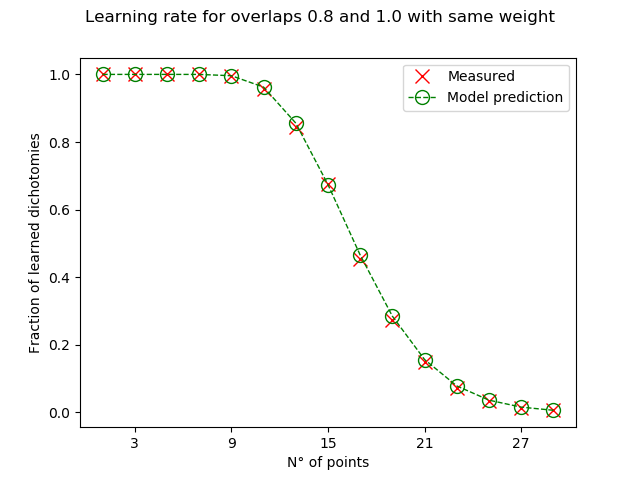 Learning rate for overlaps 0.8 and 1.0 with same weight
Measured
Model prediction
Fraction of learned dichotomies
1.0
0.8
0.6
0.4
0.2
0.0
3 9 15 21 27
N° of points